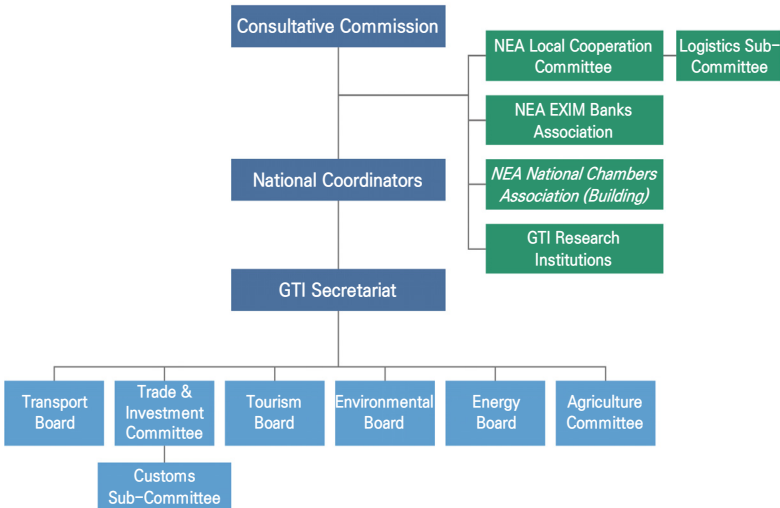 Consultative Commission
NEA Local Cooperation
Committee
Logistics Sub-
Committee
NEA EXIM Banks
Association
National Coordinators
NEA National Chambers
Association (Building)
GTI Research
Institutions
GTI Secretariat
Transport
Board
Trade &
Investment
Committee
Tourism
Board
Environmental
Board
Energy
Board
Agriculture
Committee
Customs
Sub-Committee